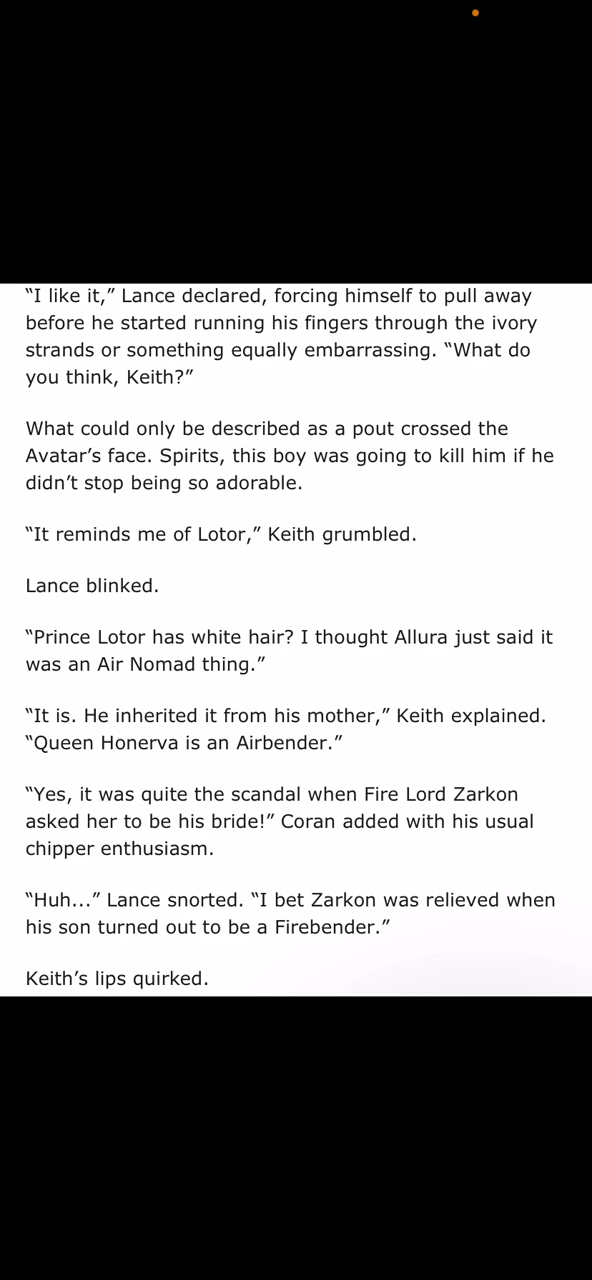 “I like it,” Lance declared, forcing himself to pull away
before he started running his fingers through the ivory
strands or something equally embarrassing. “What do
you think, Keith?”
What could only be described as a pout crossed the
Avatar’s face. Spirits, this boy was going to kill him if he
didn’t stop being so adorable.
“It reminds me of Lotor,” Keith grumbled.
Lance blinked.
“Prince Lotor has white hair? I thought Allura just said it
was an Air Nomad thing.”
“It is. He inherited it from his mother,” Keith explained.
“Queen Honerva is an Airbender.”
“Yes, it was quite the scandal when Fire Lord Zarkon
asked her to be his bride!” Coran added with his usual
chipper enthusiasm.
“Huh...” Lance snorted. “I bet Zarkon was relieved when
his son turned out to be a Firebender.”
Keith’s lips quirked.